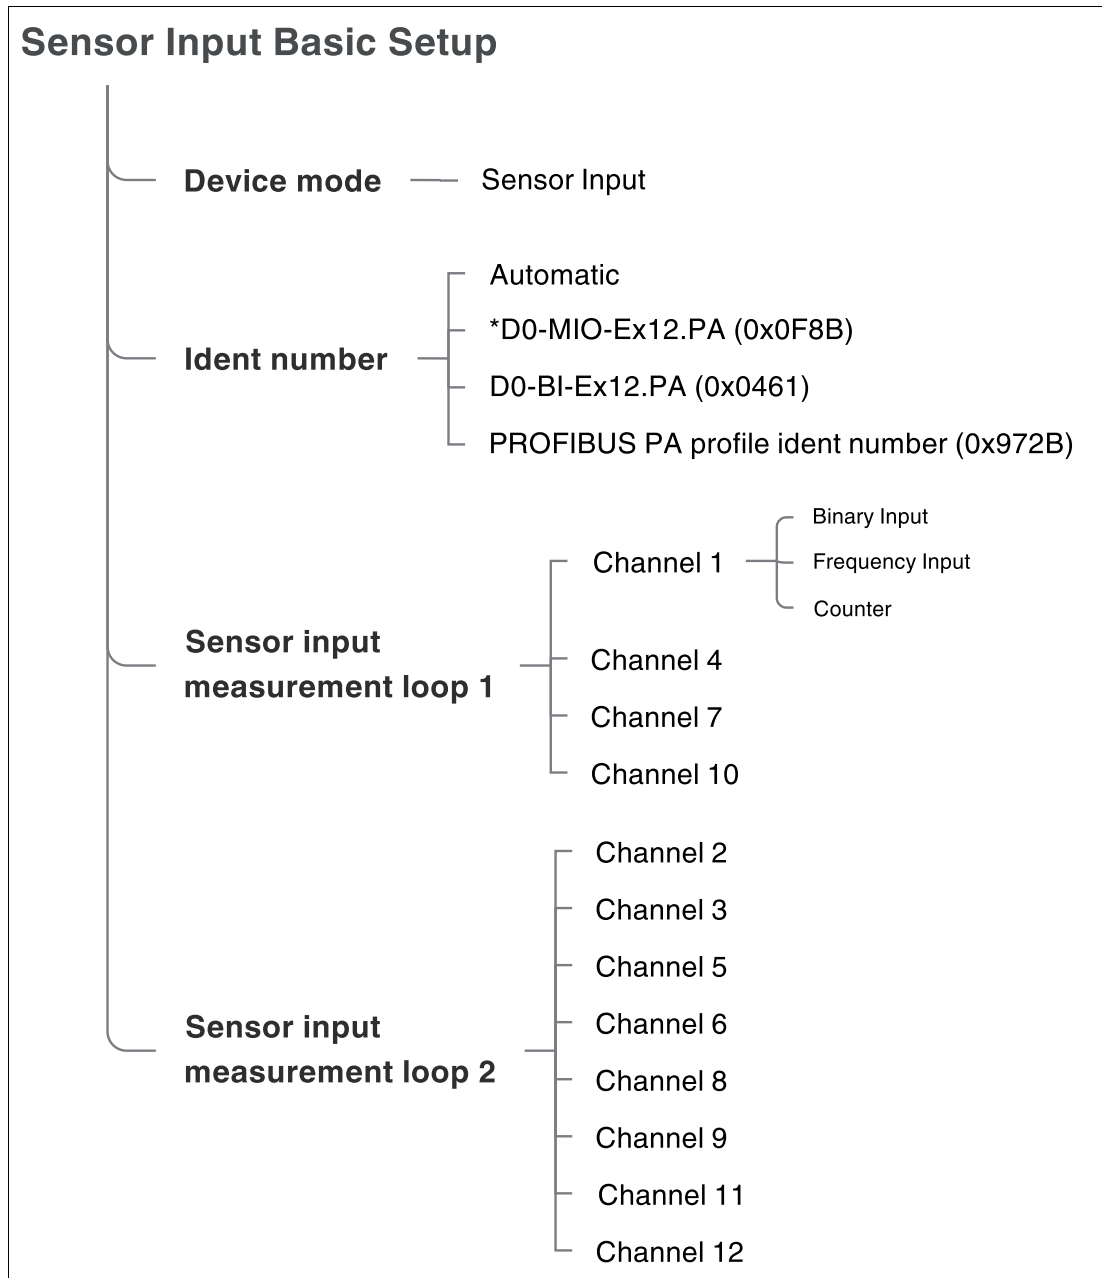 Sensor Input Basic Setup
Device mode
Sensor Input
Ident number
Automatic
*D0-MIO-Ex12.PA (0x0F8B)
D0-BI-Ex12.PA (0x0461)
PROFIBUS PA profile ident number (0x972B)
Sensor input
measurement loop 1
Channel 1
Binary Input
Frequency Input
Counter
Channel 4
Channel 7
Channel 10
Sensor input
measurement loop 2
Channel 2
Channel 3
Channel 5
Channel 6
Channel 8
Channel 9
Channel 11
Channel 12